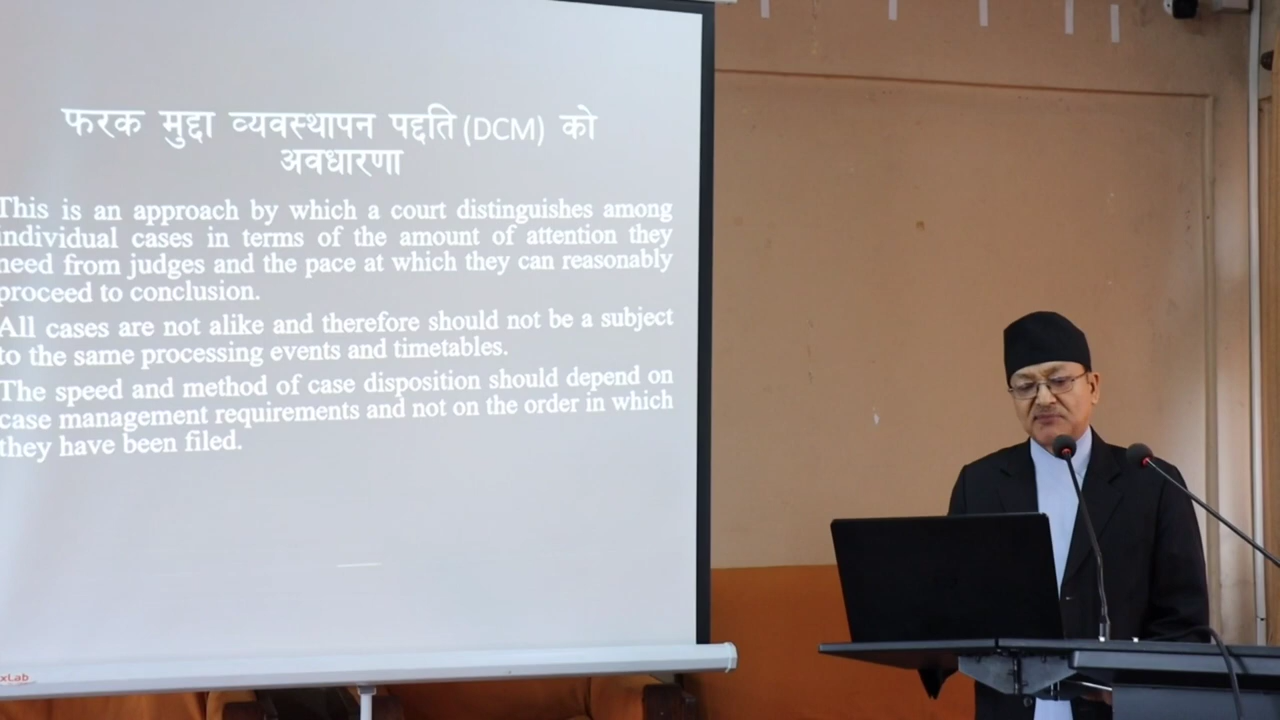 फरक मुद्दा व्यवस्थापन पद्दति (DCM) को
अवधारणा
This is an approach by which a court distinguishes among
individual cases in terms of the amount of attention they
need from judges and the pace at which they can reasonably
proceed to conclusion.
All cases are not alike and therefore should not be a subject
to the same processing events and timetables.
The speed and method of case disposition should depend on
case management requirements and not on the order in which
they have been filed.
xLab